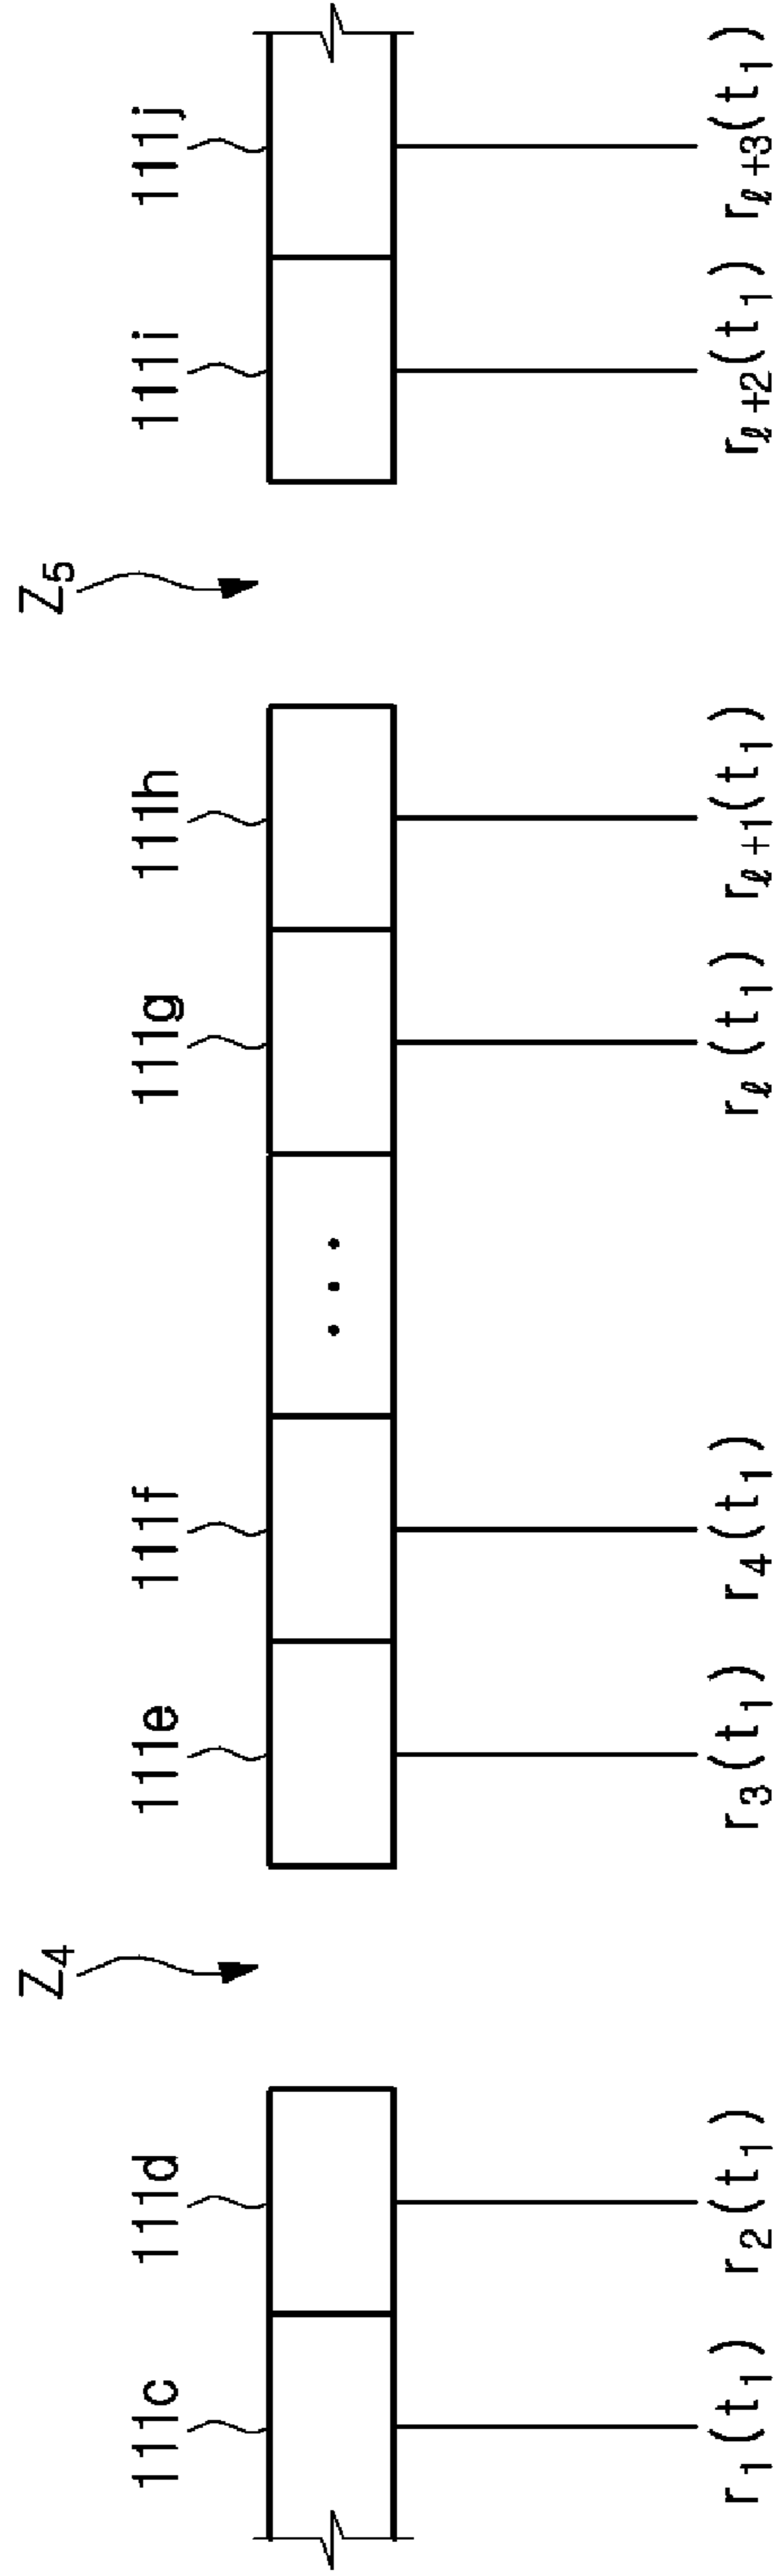 Z₄ Z₅
111c 111d 111e 111f 111g 111h 111i 111j
...
r₁(t₁) r₂(t₁) r₃(t₁) r₄(t₁) rℓ(t₁) rℓ₊₁(t₁) rℓ₊₂(t₁) rℓ₊₃(t₁)